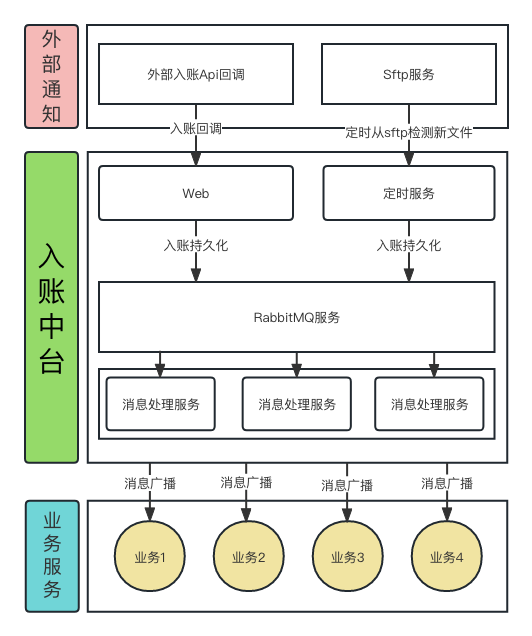 外部通知
外部入账Api回调
Sftp服务
入账回调
定时从sftp检测新文件
入账中台
Web
定时服务
入账持久化
入账持久化
RabbitMQ服务
消息处理服务
消息处理服务
消息处理服务
消息广播
消息广播
消息广播
消息广播
业务服务
业务1
业务2
业务3
业务4